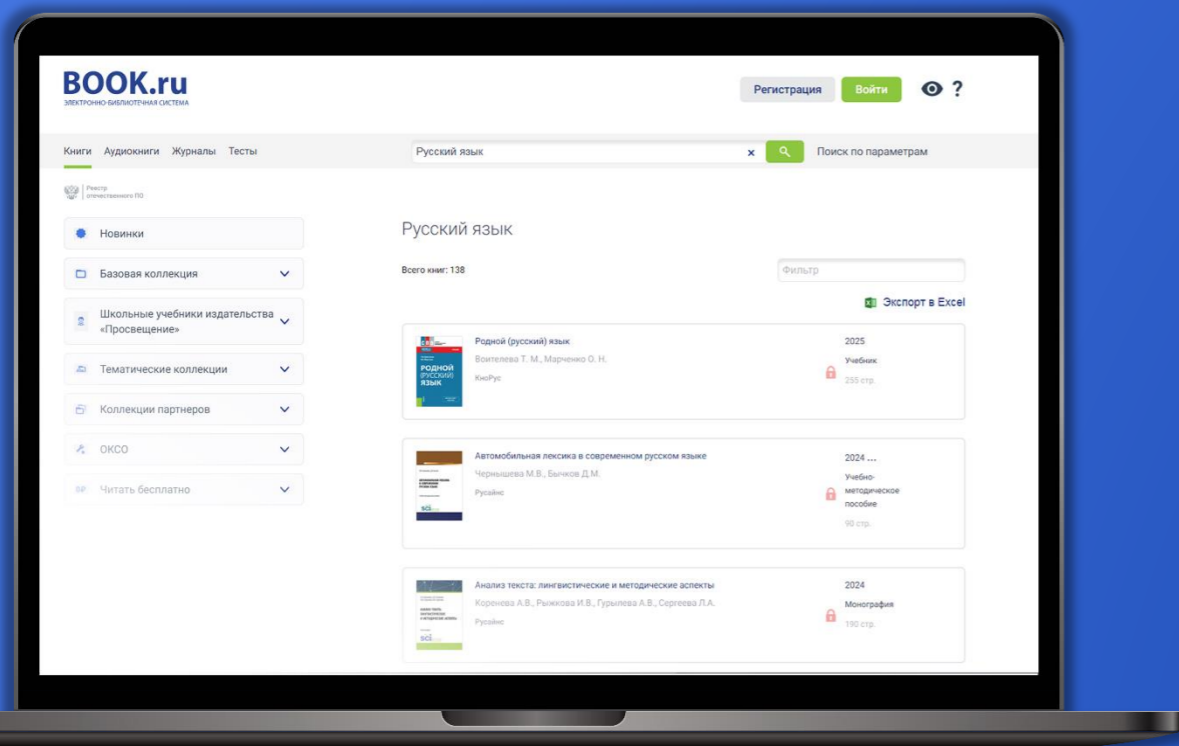 BOOK.ru
ЭЛЕКТРОННО-БИБЛИОТЕЧНАЯ СИСТЕМА
Регистрация
Войти
?
Книги Аудиокниги Журналы Тесты
Русский язык
x
Поиск по параметрам
Реестр
отечественного ПО
Новинки
Базовая коллекция
Школьные учебники издательства
«Просвещение»
Тематические коллекции
Коллекции партнеров
ОКСО
Читать бесплатно
Русский язык
Всего книг: 138
Фильтр
Экспорт в Excel
РОДНОЙ
(РУССКИЙ)
ЯЗЫК
Родной (русский) язык
Воителева Т. М., Марченко О. Н.
КноРус
2025
Учебник
255 стр.
sci
Автомобильная лексика в современном русском языке
Чернышева М.В., Бычков Д.М.
Русайнс
2024 ...
Учебно-
методическое
пособие
90 стр.
sci
Анализ текста: лингвистические и методические аспекты
Коренева А.В., Рыжкова И.В., Гурылева А.В., Сергеева Л.А.
Русайнс
2024
Монография
190 стр.